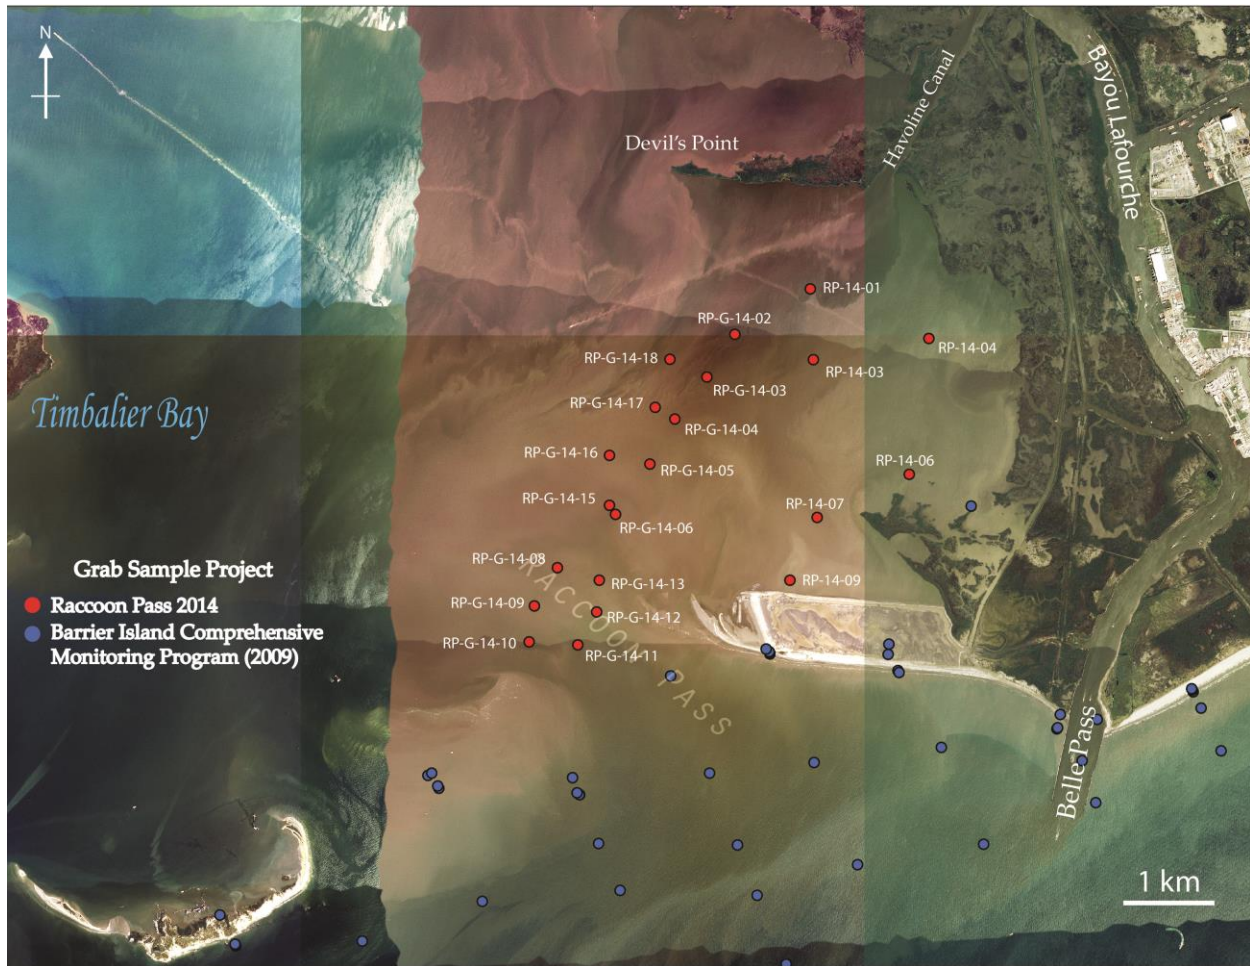 N
Havoline Canal
Bayou Lafourche
Devil's Point
RP-14-01
RP-G-14-02
RP-14-04
RP-G-14-18
RP-14-03
RP-G-14-03
RP-G-14-17
RP-G-14-04
Timbalier Bay
RP-G-14-16
RP-G-14-05
RP-14-06
RP-G-14-15
RP-14-07
RP-G-14-06
RP-G-14-08
Grab Sample Project
RP-G-14-13
RP-14-09
Raccoon Pass 2014
RP-G-14-09
RP-G-14-12
Barrier Island Comprehensive
Monitoring Program (2009)
RP-G-14-10
RP-G-14-11
RACCOON PASS
Belle Pass
1 km